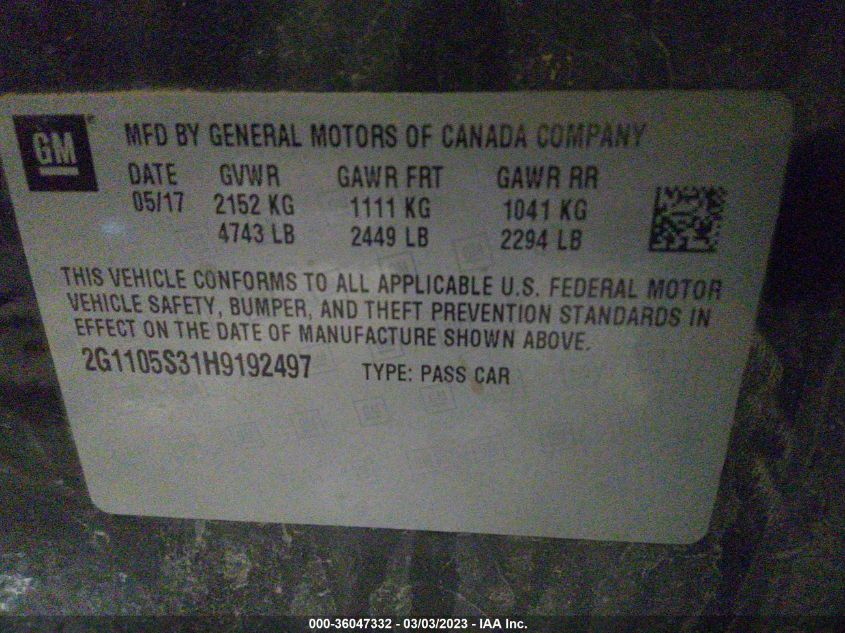 GM
MFD BY GENERAL MOTORS OF CANADA COMPANY
DATE GVWR GAWR FRT GAWR RR
05/17 2152 KG 1111 KG 1041 KG
4743 LB 2449 LB 2294 LB
THIS VEHICLE CONFORMS TO ALL APPLICABLE U.S. FEDERAL MOTOR
VEHICLE SAFETY, BUMPER, AND THEFT PREVENTION STANDARDS IN
EFFECT ON THE DATE OF MANUFACTURE SHOWN ABOVE.
2G1105S31H9192497 TYPE: PASS CAR
000-36047332 - 03/03/2023 - IAA Inc.